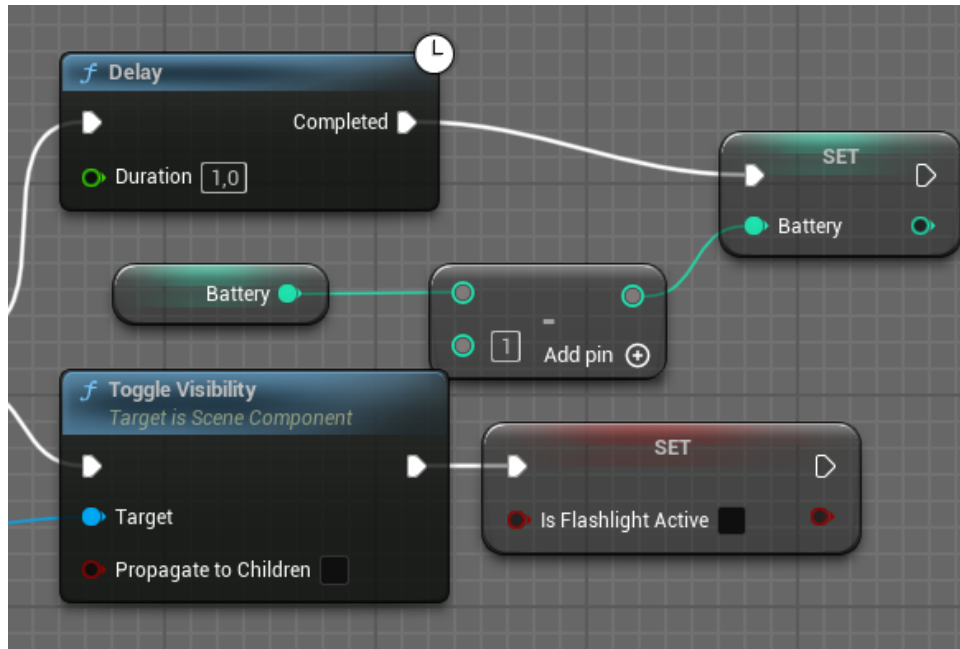 f Delay
Completed
Duration 1,0
SET
Battery
Battery
-
1 Add pin
f Toggle Visibility
Target is Scene Component
SET
Target
Is Flashlight Active
Propagate to Children